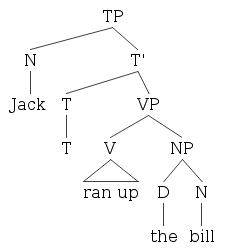 TP
N T'
Jack T VP
T V NP
ran up D N
the bill